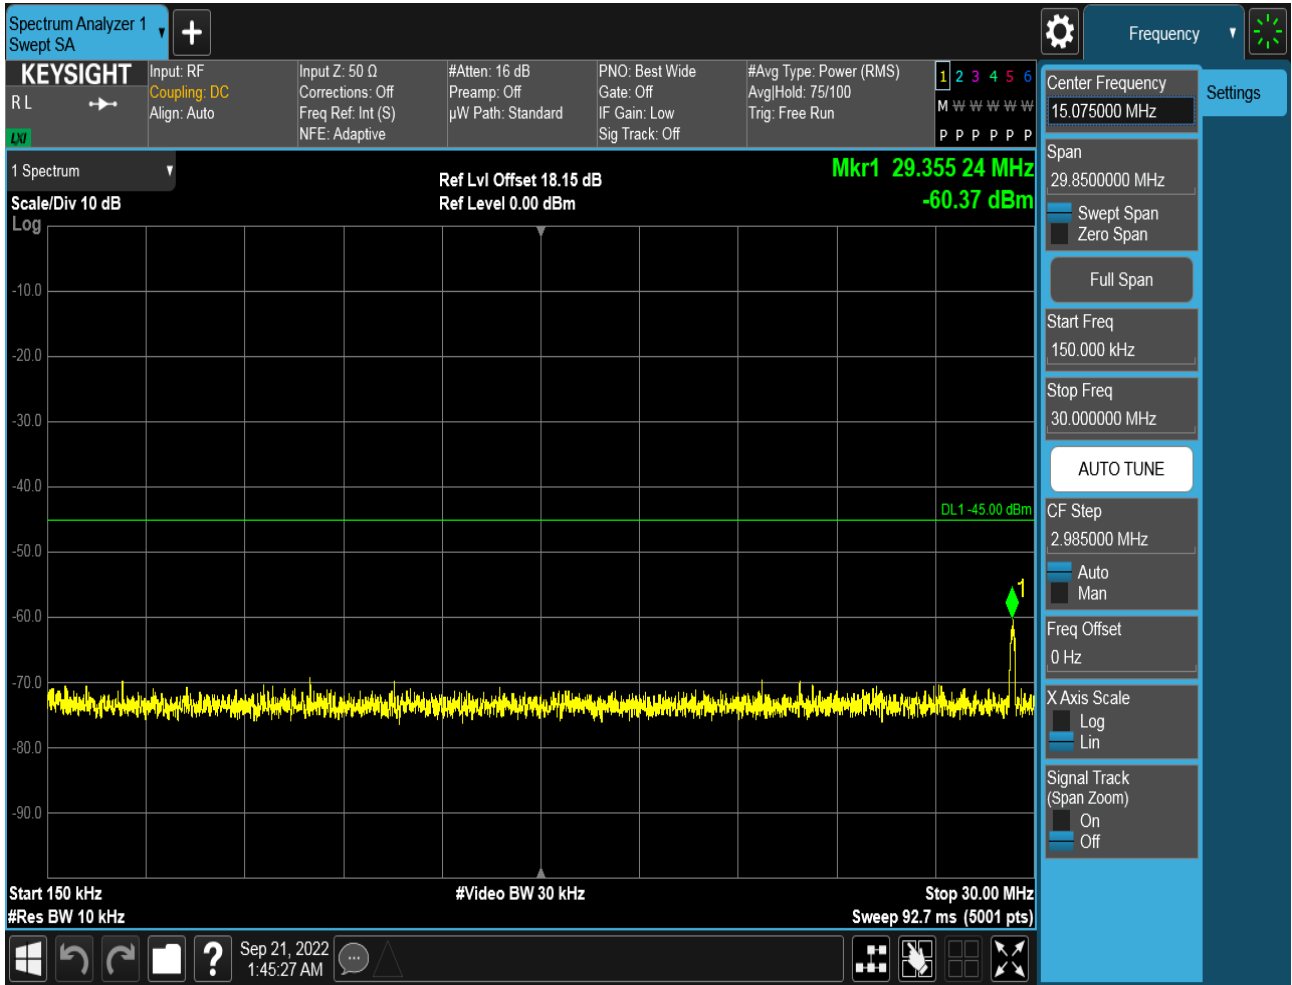 Spectrum Analyzer 1
Swept SA
+
Frequency
KEYSIGHT
R L
LXI
Input: RF
Coupling: DC
Align: Auto
Input Z: 50 Ω
Corrections: Off
Freq Ref: Int (S)
NFE: Adaptive
#Atten: 16 dB
Preamp: Off
µW Path: Standard
PNO: Best Wide
Gate: Off
IF Gain: Low
Sig Track: Off
#Avg Type: Power (RMS)
Avg|Hold: 75/100
Trig: Free Run
1 2 3 4 5 6
M W W W W W
P P P P P P
1 Spectrum
Scale/Div 10 dB
Log
Ref Lvl Offset 18.15 dB
Ref Level 0.00 dBm
Mkr1 29.355 24 MHz
-60.37 dBm
-10.0
-20.0
-30.0
-40.0
DL1 -45.00 dBm
-50.0
1
-60.0
-70.0
-80.0
-90.0
Start 150 kHz
#Video BW 30 kHz
Stop 30.00 MHz
#Res BW 10 kHz
Sweep 92.7 ms (5001 pts)
?
Sep 21, 2022
1:45:27 AM
Center Frequency
15.075000 MHz
Settings
Span
29.8500000 MHz
Swept Span
Zero Span
Full Span
Start Freq
150.000 kHz
Stop Freq
30.000000 MHz
AUTO TUNE
CF Step
2.985000 MHz
Auto
Man
Freq Offset
0 Hz
X Axis Scale
Log
Lin
Signal Track
(Span Zoom)
On
Off